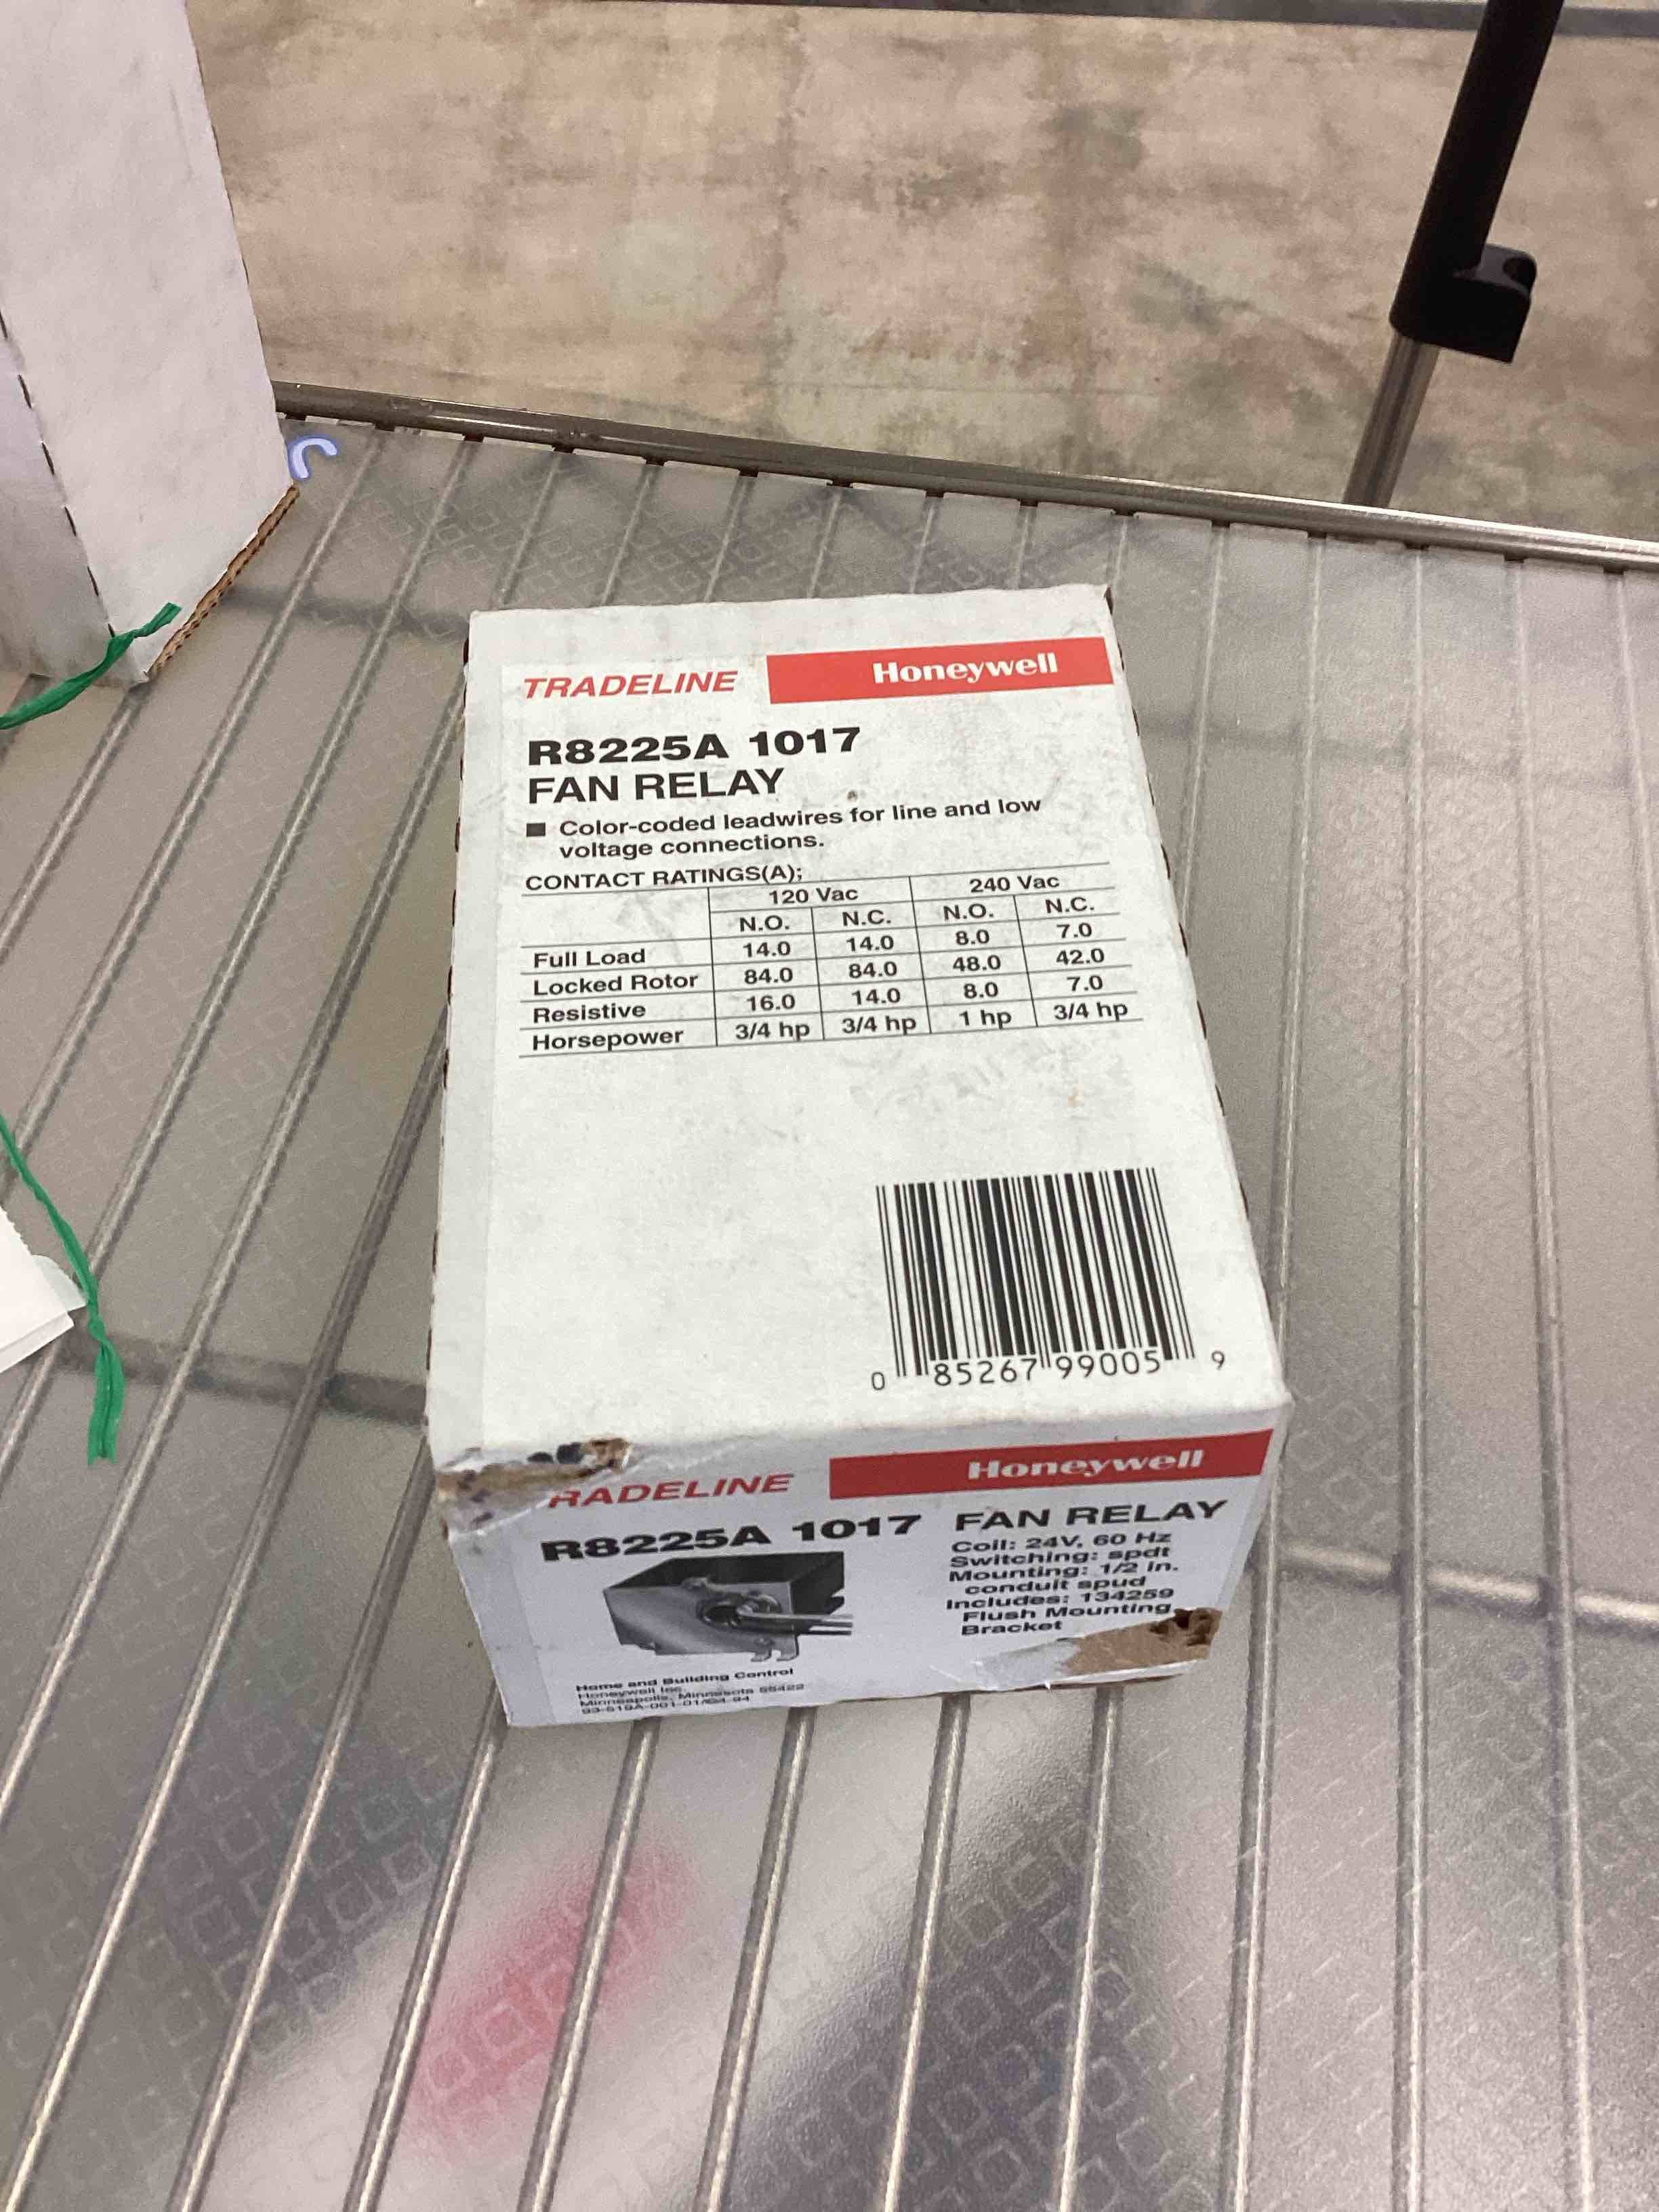 TRADELINE Honeywell
R8225A 1017
FAN RELAY
■ Color-coded leadwires for line and low
voltage connections.
CONTACT RATINGS(A);
120 Vac 240 Vac
N.O. N.C. N.O. N.C.
Full Load 14.0 14.0 8.0 7.0
Locked Rotor 84.0 84.0 48.0 42.0
Resistive 16.0 14.0 8.0 7.0
Horsepower 3/4 hp 3/4 hp 1 hp 3/4 hp
0 85267 99005 9
RADELINE Honeywell
R8225A 1017 FAN RELAY
Coil: 24V, 60 Hz
Switching: spdt
Mounting: 1/2 in.
conduit spud
Includes: 134259
Flush Mounting
Bracket
Home and Building Control
Honeywell Inc.
Minneapolis, Minnesota 55422